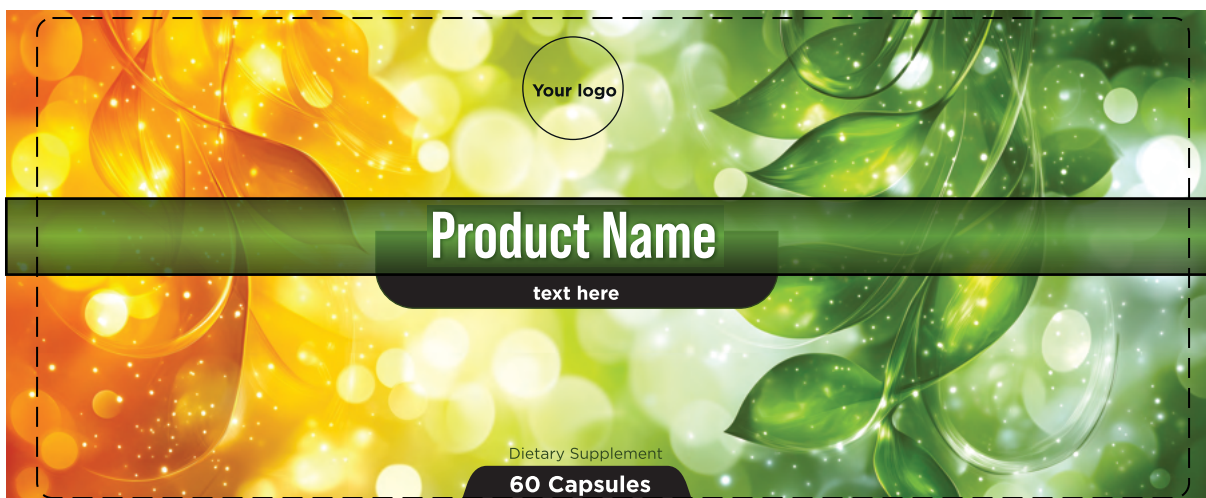 Your logo
Product Name
text here
Dietary Supplement
60 Capsules